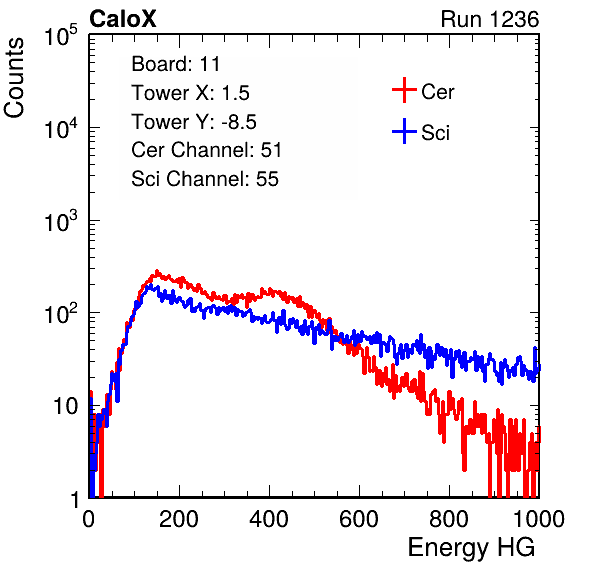 CaloX Run 1236
Counts
10^5
10^4
10^3
10^2
10
1
Board: 11
Tower X: 1.5
Tower Y: -8.5
Cer Channel: 51
Sci Channel: 55
Cer
Sci
0 200 400 600 800 1000
Energy HG